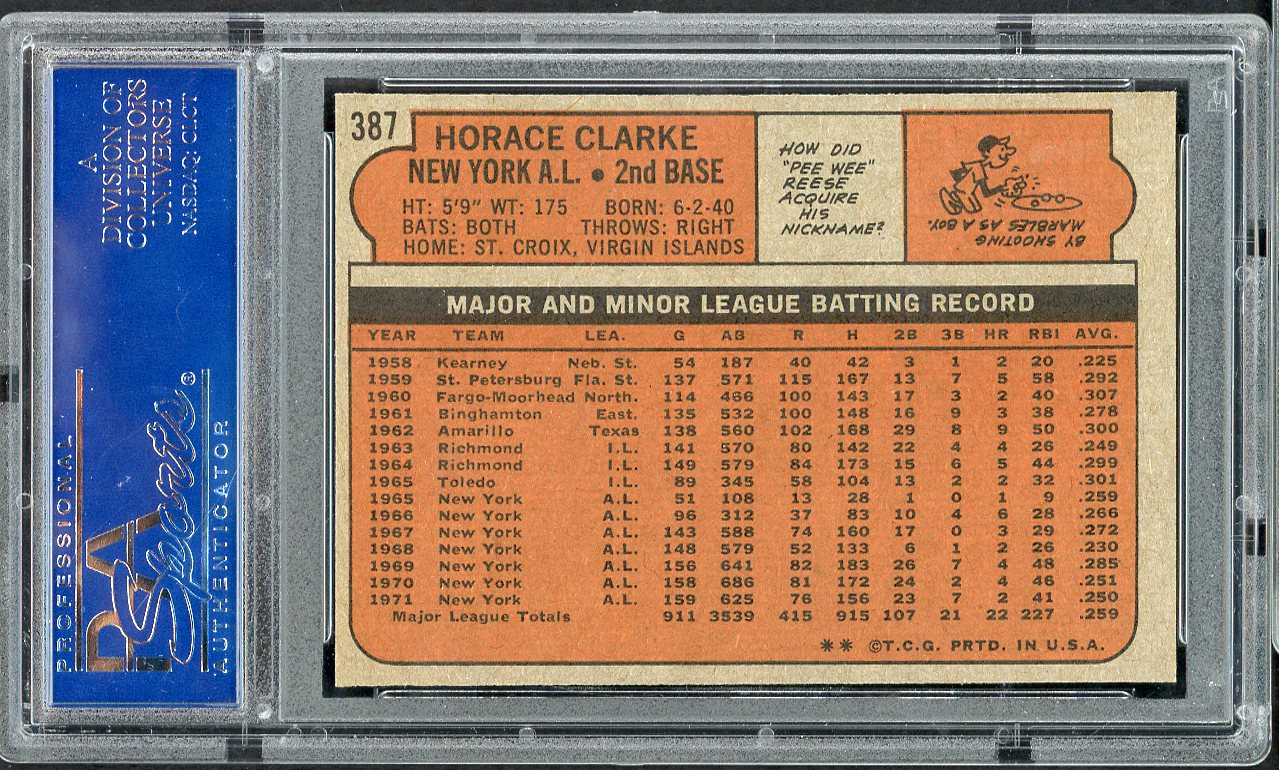 A
DIVISION OF
COLLECTORS
UNIVERSE
NASDAQ: CLCT
PROFESSIONAL
PSA
Sports®
AUTHENTICATOR
387
HORACE CLARKE
NEW YORK A.L. • 2nd BASE
HT: 5'9" WT: 175 BORN: 6-2-40
BATS: BOTH THROWS: RIGHT
HOME: ST. CROIX, VIRGIN ISLANDS
HOW DID
"PEE WEE"
REESE
ACQUIRE
HIS
NICKNAME?
BY SHOOTING
MARBLES AS A BOY.
MAJOR AND MINOR LEAGUE BATTING RECORD
YEAR TEAM LEA. G AB R H 2B 3B HR RBI AVG.
1958 Kearney Neb. St. 54 187 40 42 3 1 2 20 .225
1959 St. Petersburg Fla. St. 137 571 115 167 13 7 5 58 .292
1960 Fargo-Moorhead North. 114 466 100 143 17 3 2 40 .307
1961 Binghamton East. 135 532 100 148 16 9 3 38 .278
1962 Amarillo Texas 138 560 102 168 29 8 9 50 .300
1963 Richmond I.L. 141 570 80 142 22 4 4 26 .249
1964 Richmond I.L. 149 579 84 173 15 6 5 44 .299
1965 Toledo I.L. 89 345 58 104 13 2 2 32 .301
1965 New York A.L. 51 108 13 28 1 0 1 9 .259
1966 New York A.L. 96 312 37 83 10 4 6 28 .266
1967 New York A.L. 143 588 74 160 17 0 3 29 .272
1968 New York A.L. 148 579 52 133 6 1 2 26 .230
1969 New York A.L. 156 641 82 183 26 7 4 48 .285
1970 New York A.L. 158 686 81 172 24 2 4 46 .251
1971 New York A.L. 159 625 76 156 23 7 2 41 .250
Major League Totals 911 3539 415 915 107 21 22 227 .259
** ©T.C.G. PRTD. IN U.S.A.